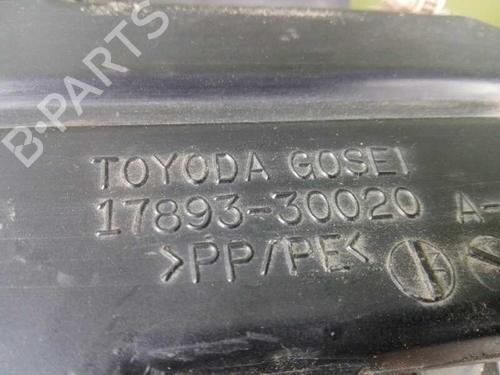 B-PARTS
TOYODA GOSEI
17893-30020 A-
>PP/PE<